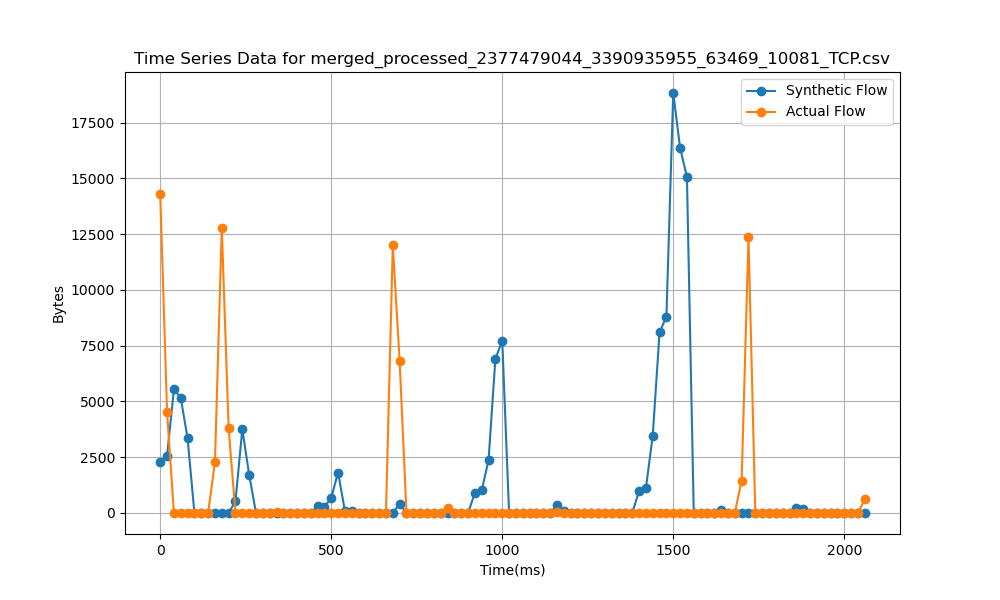 Time Series Data for merged_processed_2377479044_3390935955_63469_10081_TCP.csv
Synthetic Flow
Actual Flow
17500
15000
12500
10000
7500
5000
2500
0
Bytes
0 500 1000 1500 2000
Time(ms)